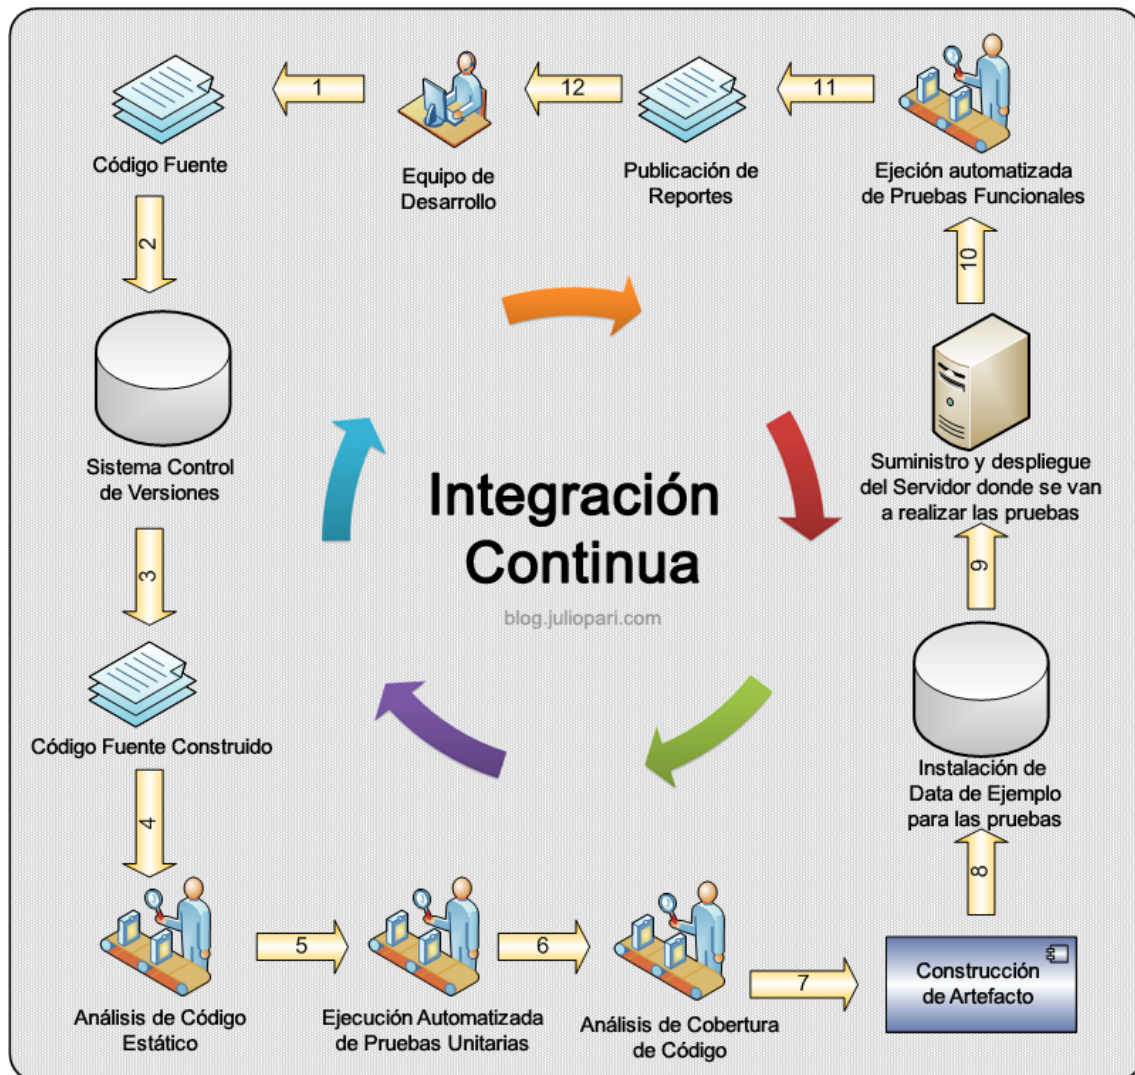 1
12
11
Código Fuente
Equipo de
Desarrollo
Publicación de
Reportes
Ejeción automatizada
de Pruebas Funcionales
2
10
Sistema Control
de Versiones
Suministro y despliegue
del Servidor donde se van
a realizar las pruebas
Integración
Continua
blog.juliopari.com
3
9
Código Fuente Construido
Instalación de
Data de Ejemplo
para las pruebas
4
8
5
6
7
Construcción
de Artefacto
Análisis de Código
Estático
Ejecución Automatizada
de Pruebas Unitarias
Análisis de Cobertura
de Código